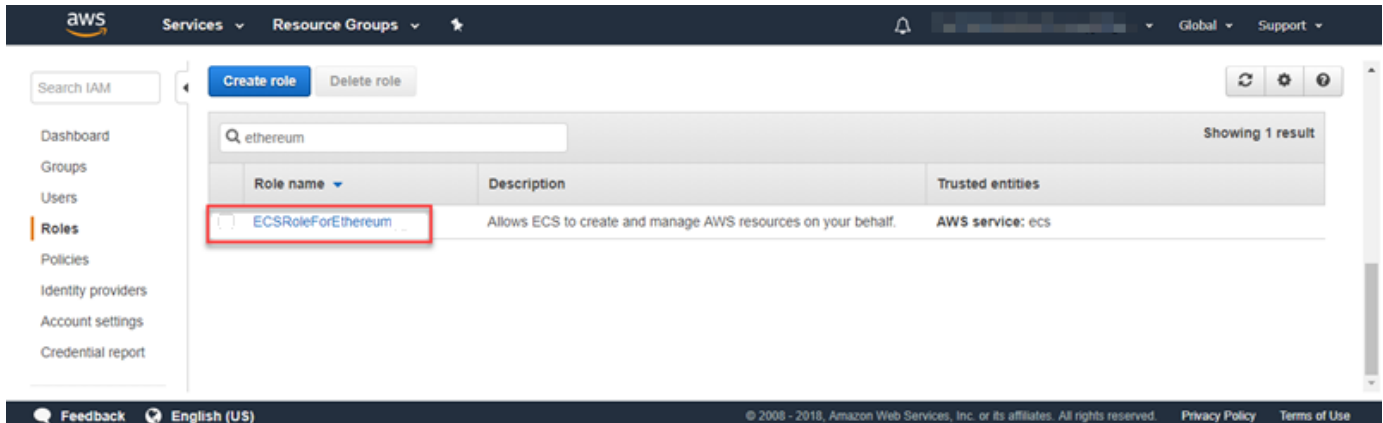 aws
Services
Resource Groups
Global
Support
Search IAM
Dashboard
Groups
Users
Roles
Policies
Identity providers
Account settings
Credential report
Create role
Delete role
ethereum
Showing 1 result
Role name
Description
Trusted entities
ECSRoleForEthereum
Allows ECS to create and manage AWS resources on your behalf.
AWS service: ecs
Feedback
English (US)
© 2008 - 2018, Amazon Web Services, Inc. or its affiliates. All rights reserved.
Privacy Policy
Terms of Use